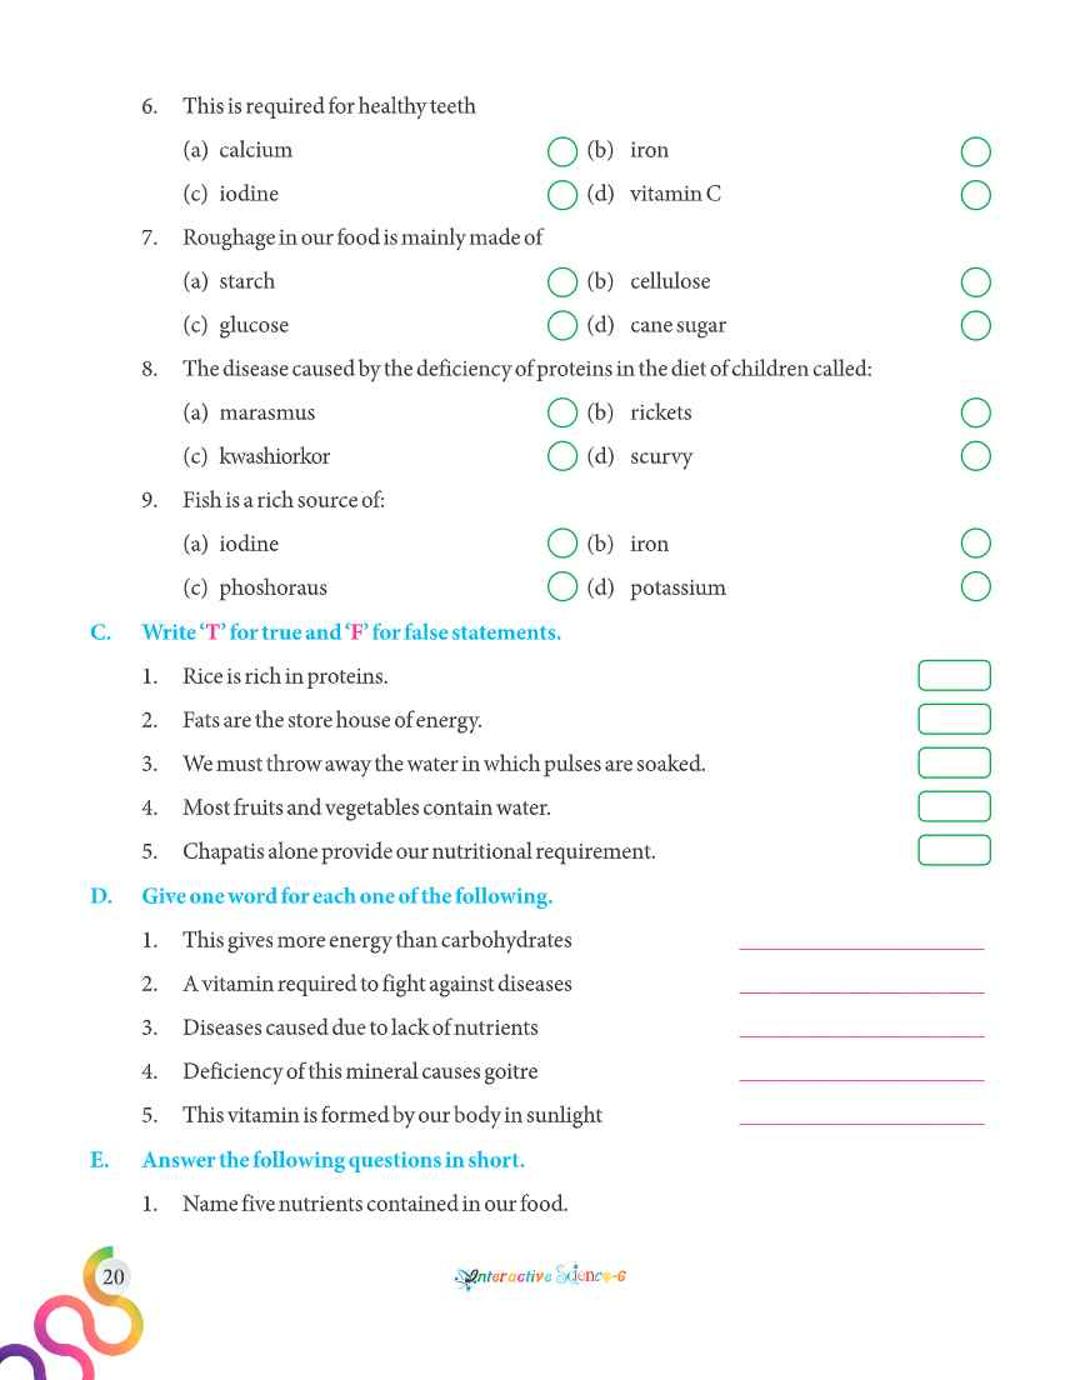 6. This is required for healthy teeth
(a) calcium (b) iron
(c) iodine (d) vitamin C
7. Roughage in our food is mainly made of
(a) starch (b) cellulose
(c) glucose (d) cane sugar
8. The disease caused by the deficiency of proteins in the diet of children called:
(a) marasmus (b) rickets
(c) kwashiorkor (d) scurvy
9. Fish is a rich source of:
(a) iodine (b) iron
(c) phoshoraus (d) potassium
C. Write ‘T’ for true and ‘F’ for false statements.
1. Rice is rich in proteins.
2. Fats are the store house of energy.
3. We must throw away the water in which pulses are soaked.
4. Most fruits and vegetables contain water.
5. Chapatis alone provide our nutritional requirement.
D. Give one word for each one of the following.
1. This gives more energy than carbohydrates
2. A vitamin required to fight against diseases
3. Diseases caused due to lack of nutrients
4. Deficiency of this mineral causes goitre
5. This vitamin is formed by our body in sunlight
E. Answer the following questions in short.
1. Name five nutrients contained in our food.
20 Interactive Science-6